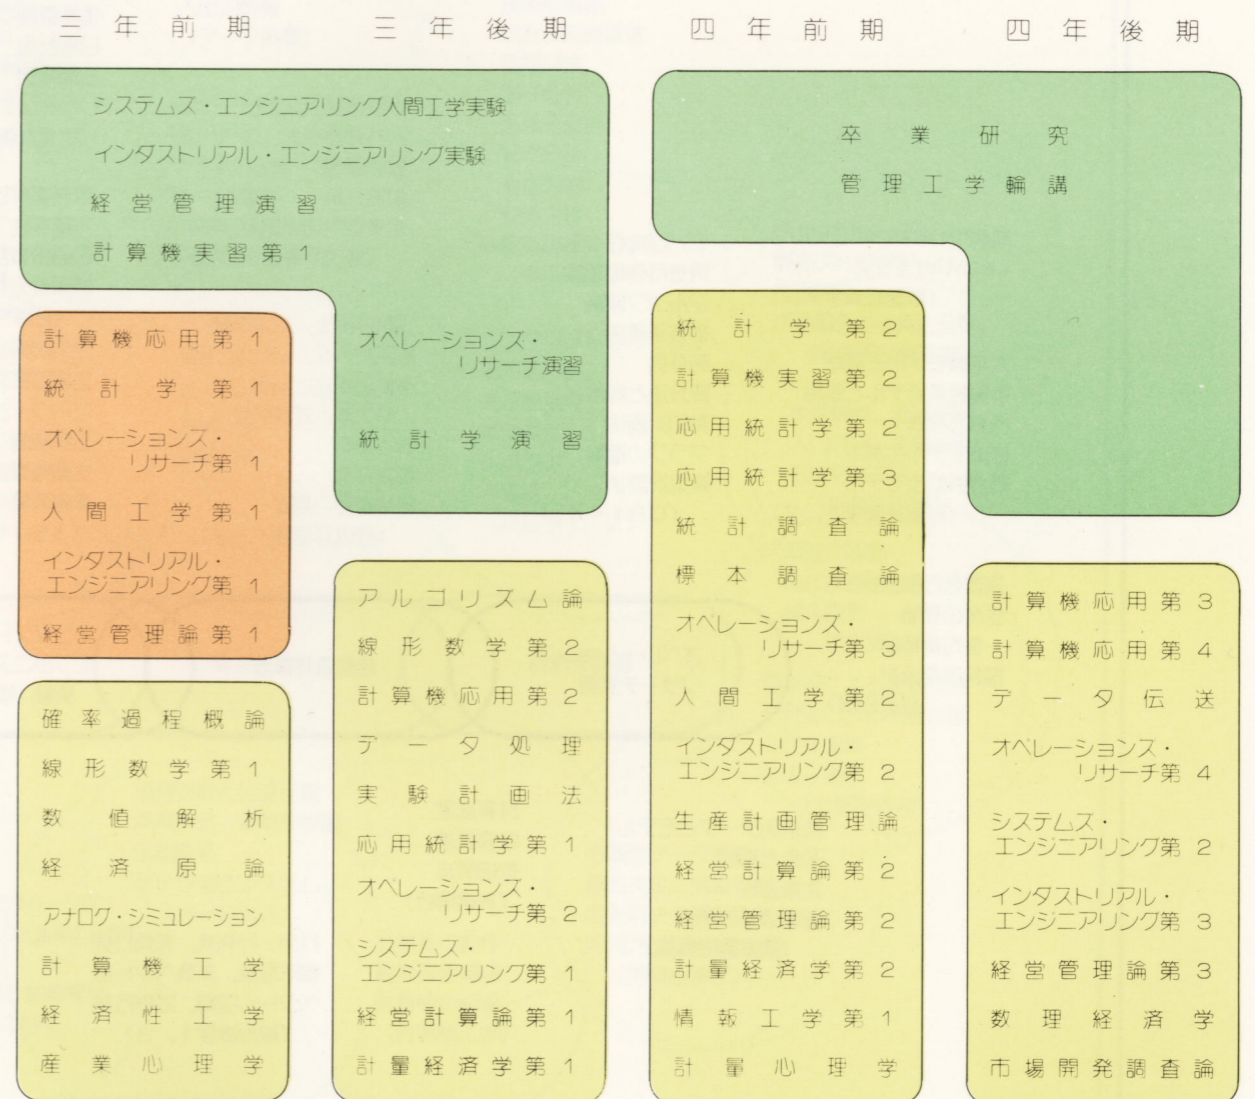 三年前期
三年後期
四年前期
四年後期
システムズ・エンジニアリング人間工学実験
インダストリアル・エンジニアリング実験
経営管理演習
計算機実習第1
オペレーションズ・
リサーチ演習
統計学演習
卒業研究
管理工学輪講
計算機応用第1
統計学第1
オペレーションズ・
リサーチ第1
人間工学第1
インダストリアル・
エンジニアリング第1
経営管理論第1
確率過程概論
線形数学第1
数値解析
経済原論
アナログ・シミュレーション
計算機工学
経済性工学
産業心理学
アルゴリズム論
線形数学第2
計算機応用第2
データ処理
実験計画法
応用統計学第1
オペレーションズ・
リサーチ第2
システムズ・
エンジニアリング第1
経営計算論第1
計量経済学第1
統計学第2
計算機実習第2
応用統計学第2
応用統計学第3
統計調査論
標本調査論
オペレーションズ・
リサーチ第3
人間工学第2
インダストリアル・
エンジニアリング第2
生産計画管理論
経営計算論第2
経営管理論第2
計量経済学第2
情報工学第1
計量心理学
計算機応用第3
計算機応用第4
データ伝送
オペレーションズ・
リサーチ第4
システムズ・
エンジニアリング第2
インダストリアル・
エンジニアリング第3
経営管理論第3
数理経済学
市場開発調査論